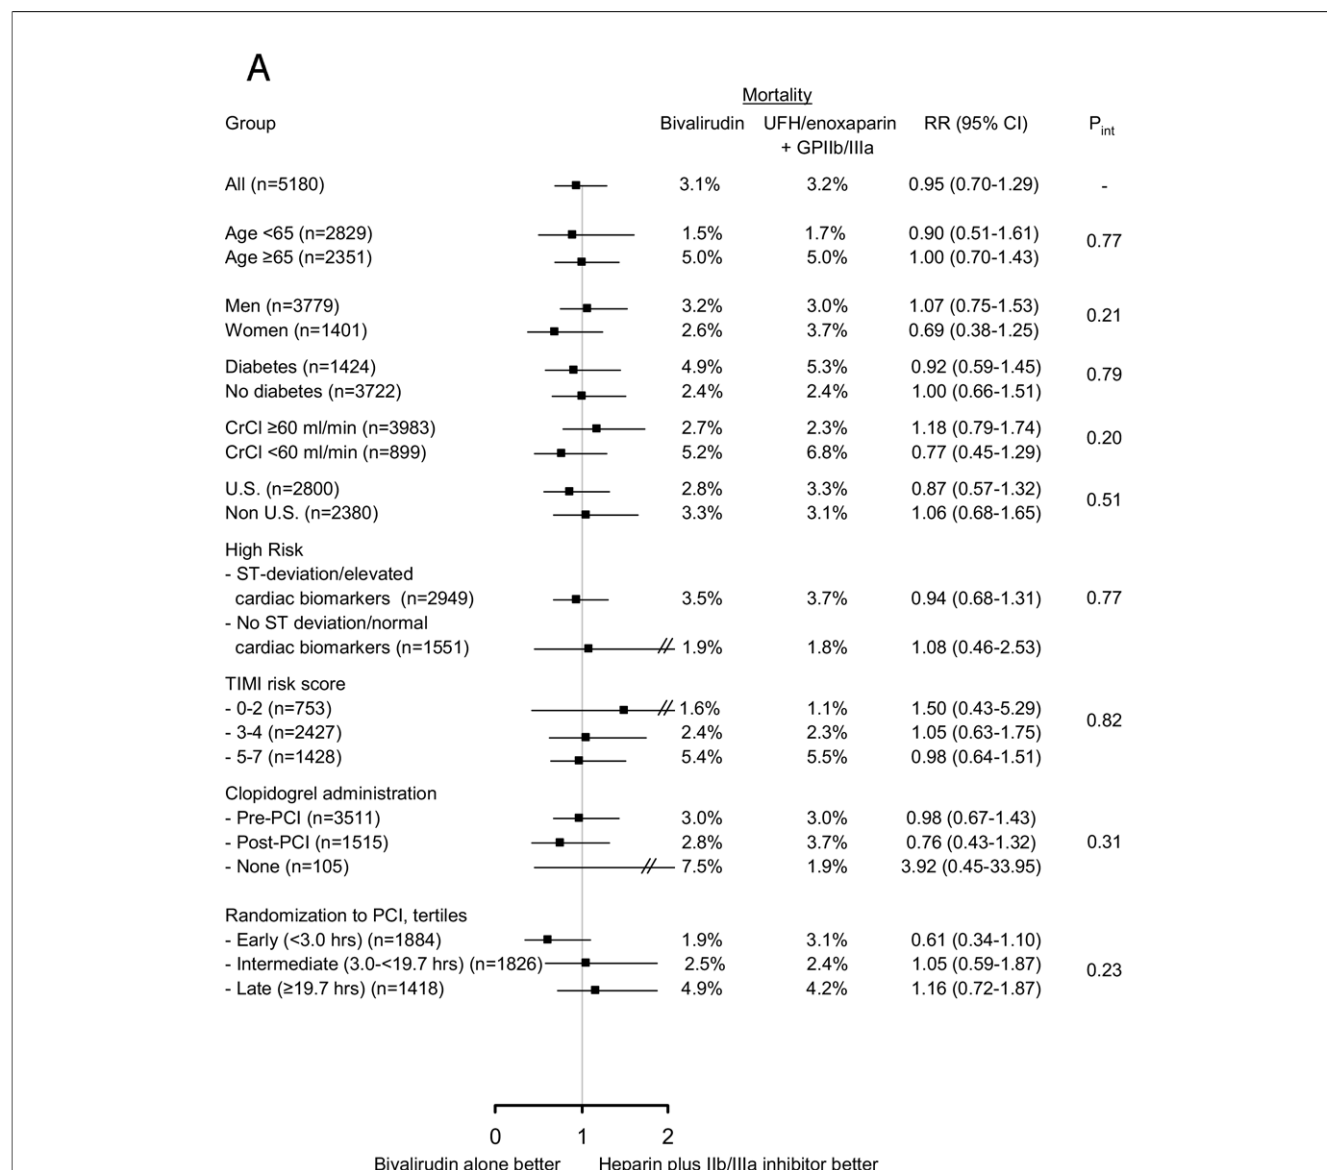 A
Mortality
Group Bivalirudin UFH/enoxaparin RR (95% CI) Pint
+ GPIIb/IIIa
All (n=5180) 3.1% 3.2% 0.95 (0.70-1.29) -
Age <65 (n=2829) 1.5% 1.7% 0.90 (0.51-1.61)
0.77
Age ≥65 (n=2351) 5.0% 5.0% 1.00 (0.70-1.43)
Men (n=3779) 3.2% 3.0% 1.07 (0.75-1.53)
0.21
Women (n=1401) 2.6% 3.7% 0.69 (0.38-1.25)
Diabetes (n=1424) 4.9% 5.3% 0.92 (0.59-1.45)
0.79
No diabetes (n=3722) 2.4% 2.4% 1.00 (0.66-1.51)
CrCl ≥60 ml/min (n=3983) 2.7% 2.3% 1.18 (0.79-1.74)
0.20
CrCl <60 ml/min (n=899) 5.2% 6.8% 0.77 (0.45-1.29)
U.S. (n=2800) 2.8% 3.3% 0.87 (0.57-1.32)
0.51
Non U.S. (n=2380) 3.3% 3.1% 1.06 (0.68-1.65)
High Risk
- ST-deviation/elevated
cardiac biomarkers (n=2949) 3.5% 3.7% 0.94 (0.68-1.31) 0.77
- No ST deviation/normal
cardiac biomarkers (n=1551) 1.9% 1.8% 1.08 (0.46-2.53)
TIMI risk score
- 0-2 (n=753) 1.6% 1.1% 1.50 (0.43-5.29)
0.82
- 3-4 (n=2427) 2.4% 2.3% 1.05 (0.63-1.75)
- 5-7 (n=1428) 5.4% 5.5% 0.98 (0.64-1.51)
Clopidogrel administration
- Pre-PCI (n=3511) 3.0% 3.0% 0.98 (0.67-1.43)
- Post-PCI (n=1515) 2.8% 3.7% 0.76 (0.43-1.32) 0.31
- None (n=105) 7.5% 1.9% 3.92 (0.45-33.95)
Randomization to PCI, tertiles
- Early (<3.0 hrs) (n=1884) 1.9% 3.1% 0.61 (0.34-1.10)
- Intermediate (3.0-<19.7 hrs) (n=1826) 2.5% 2.4% 1.05 (0.59-1.87)
0.23
- Late (≥19.7 hrs) (n=1418) 4.9% 4.2% 1.16 (0.72-1.87)
0 1 2
Bivalirudin alone better Heparin plus IIb/IIIa inhibitor better